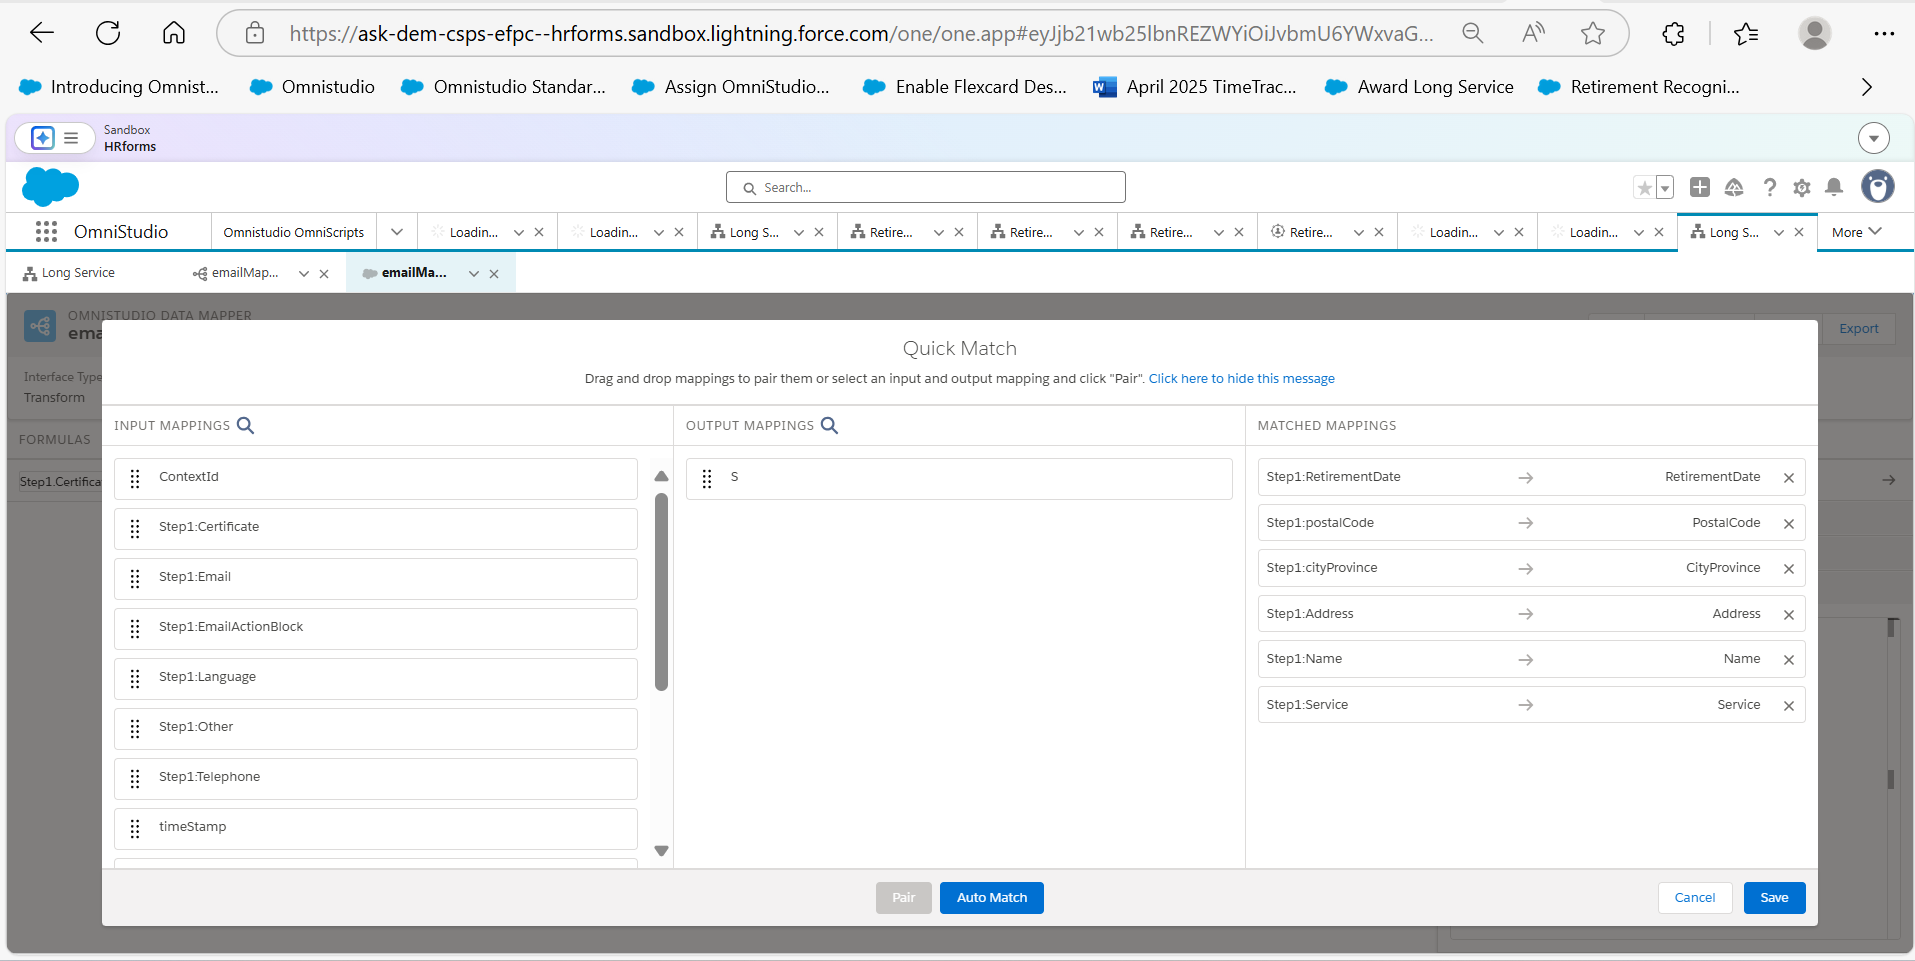 https://ask-dem-csps-efpc--hrforms.sandbox.lightning.force.com/one/one.app#eyJjb21wb25lbnREZWYiOiJvbmU6YWxvaG...
Introducing Omnist...
Omnistudio
Omnistudio Standar...
Assign OmniStudio...
Enable Flexcard Des...
April 2025 TimeTrac...
Award Long Service
Retirement Recogni...
Sandbox
HRforms
Search...
OmniStudio
Omnistudio OmniScripts
Loadin...
Loadin...
Long S...
Retire...
Retire...
Retire...
Retire...
Loadin...
Loadin...
Long S...
More
Long Service
emailMap...
emailMa...
OMNISTUDIO DATA MAPPER
ema
Export
Interface Type
Transform
FORMULAS
Step1.Certifica
Quick Match
Drag and drop mappings to pair them or select an input and output mapping and click "Pair". Click here to hide this message
INPUT MAPPINGS
OUTPUT MAPPINGS
MATCHED MAPPINGS
ContextId
Step1:Certificate
Step1:Email
Step1:EmailActionBlock
Step1:Language
Step1:Other
Step1:Telephone
timeStamp
S
Step1:RetirementDate → RetirementDate
Step1:postalCode → PostalCode
Step1:cityProvince → CityProvince
Step1:Address → Address
Step1:Name → Name
Step1:Service → Service
Pair
Auto Match
Cancel
Save